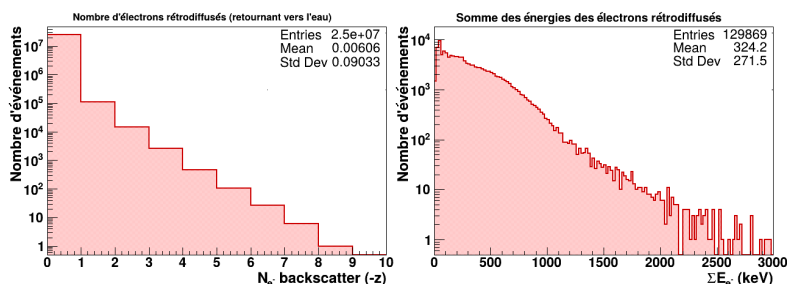 Nombre d'électrons rétrodiffusés (retournant vers l'eau)
Nombre d'événements
Entries 2.5e+07
Mean 0.00606
Std Dev 0.09033
10⁷
10⁶
10⁵
10⁴
10³
10²
10
1
0 1 2 3 4 5 6 7 8 9 10
N e⁻ backscatter (-z)
Somme des énergies des électrons rétrodiffusés
Nombre d'événements
Entries 129869
Mean 324.2
Std Dev 271.5
10⁴
10³
10²
10
1
0 500 1000 1500 2000 2500 3000
ΣE e⁻ (keV)